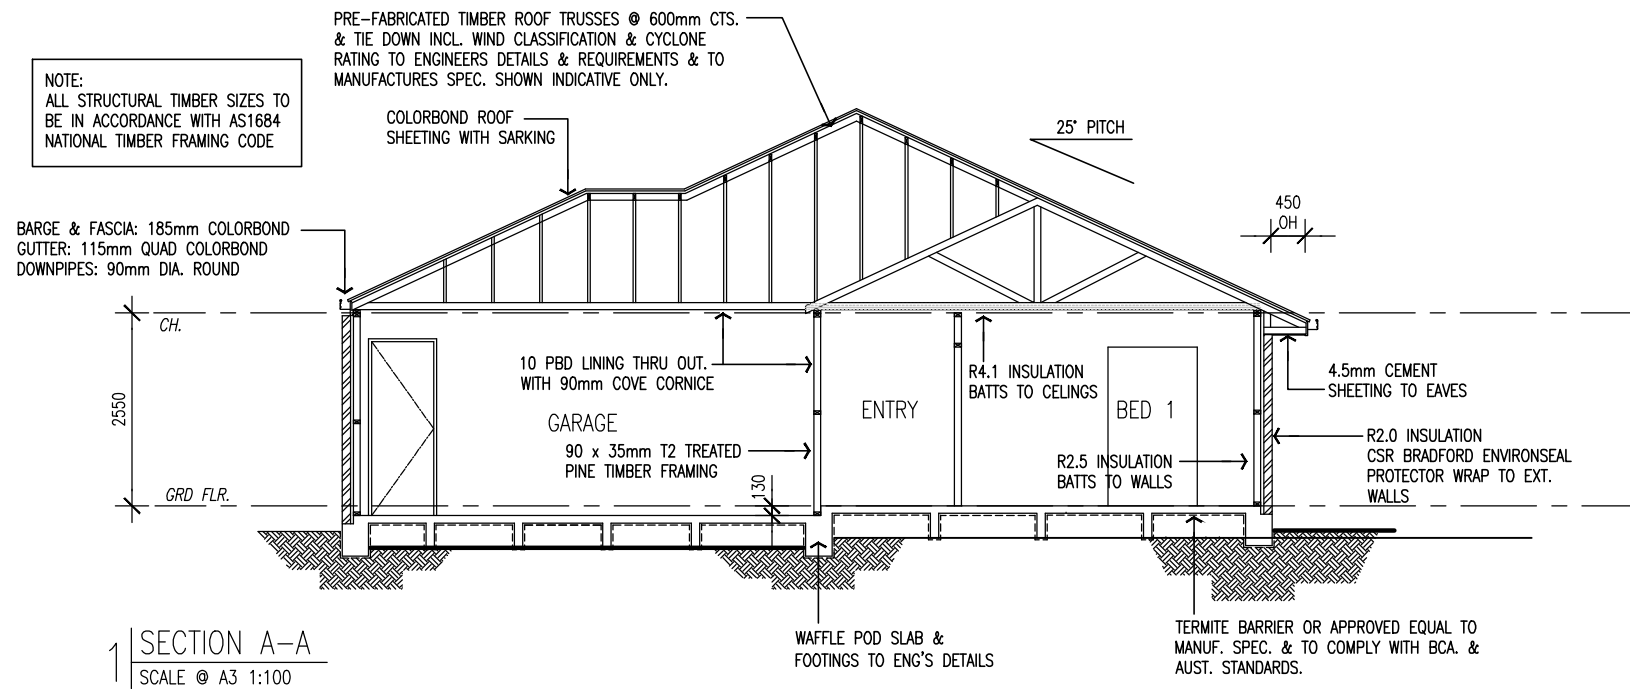 PRE-FABRICATED TIMBER ROOF TRUSSES @ 600mm CTS.
& TIE DOWN INCL. WIND CLASSIFICATION & CYCLONE
RATING TO ENGINEERS DETAILS & REQUIREMENTS & TO
MANUFACTURES SPEC. SHOWN INDICATIVE ONLY.
NOTE:
ALL STRUCTURAL TIMBER SIZES TO
BE IN ACCORDANCE WITH AS1684
NATIONAL TIMBER FRAMING CODE
COLORBOND ROOF
SHEETING WITH SARKING
25° PITCH
BARGE & FASCIA: 185mm COLORBOND
GUTTER: 115mm QUAD COLORBOND
DOWNPIPES: 90mm DIA. ROUND
450
OH
CH.
2550
GRD FLR.
10 PBD LINING THRU OUT.
WITH 90mm COVE CORNICE
GARAGE
90 x 35mm T2 TREATED
PINE TIMBER FRAMING
130
ENTRY
R4.1 INSULATION
BATTS TO CELINGS
BED 1
R2.5 INSULATION
BATTS TO WALLS
4.5mm CEMENT
SHEETING TO EAVES
R2.0 INSULATION
CSR BRADFORD ENVIRONSEAL
PROTECTOR WRAP TO EXT.
WALLS
WAFFLE POD SLAB &
FOOTINGS TO ENG'S DETAILS
TERMITE BARRIER OR APPROVED EQUAL TO
MANUF. SPEC. & TO COMPLY WITH BCA. &
AUST. STANDARDS.
1
SECTION A-A
SCALE @ A3 1:100